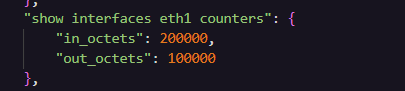 },
"show interfaces eth1 counters": {
"in_octets": 200000,
"out_octets": 100000
},